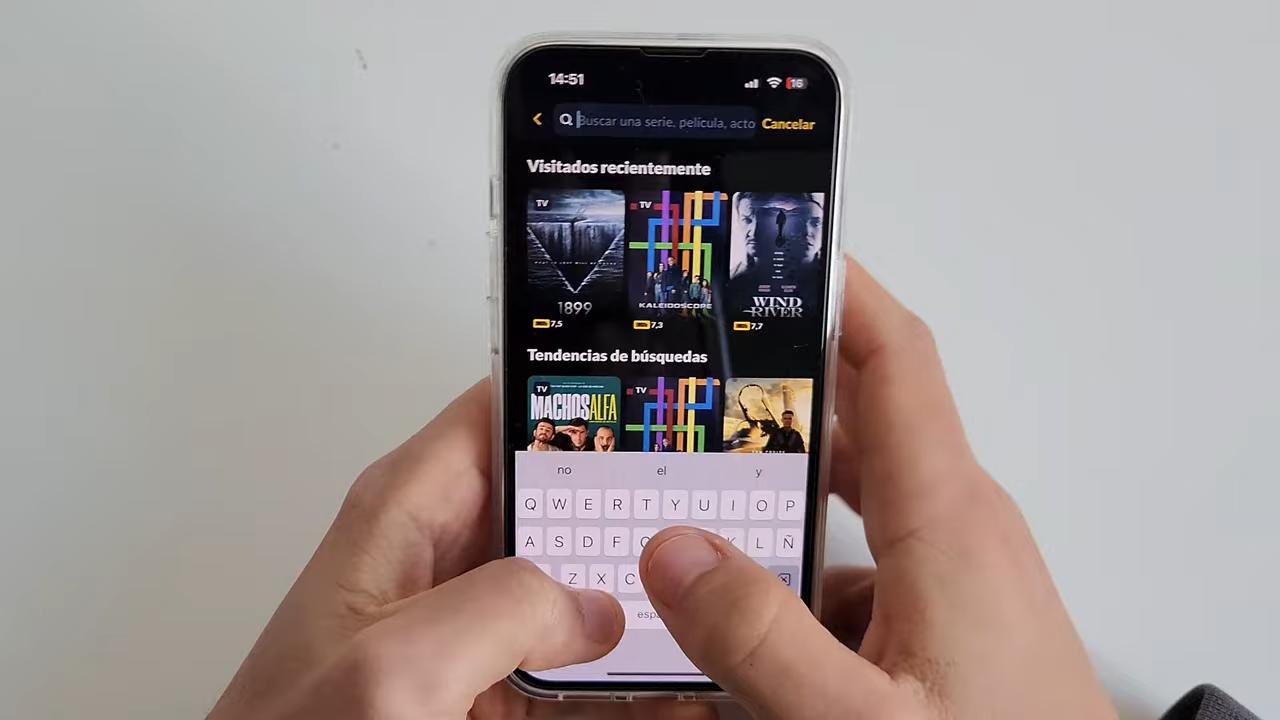 14:51
16
Buscar una serie, película, acto
Cancelar
Visitados recientemente
TV
TV
1899
KALEIDOSCOPE
WIND
RIVER
7,5
7,3
7,7
Tendencias de búsquedas
TV
TV
MACHOS ALFA
no el y
Q W E R T Y U I O P
A S D F K L Ñ
Z X C